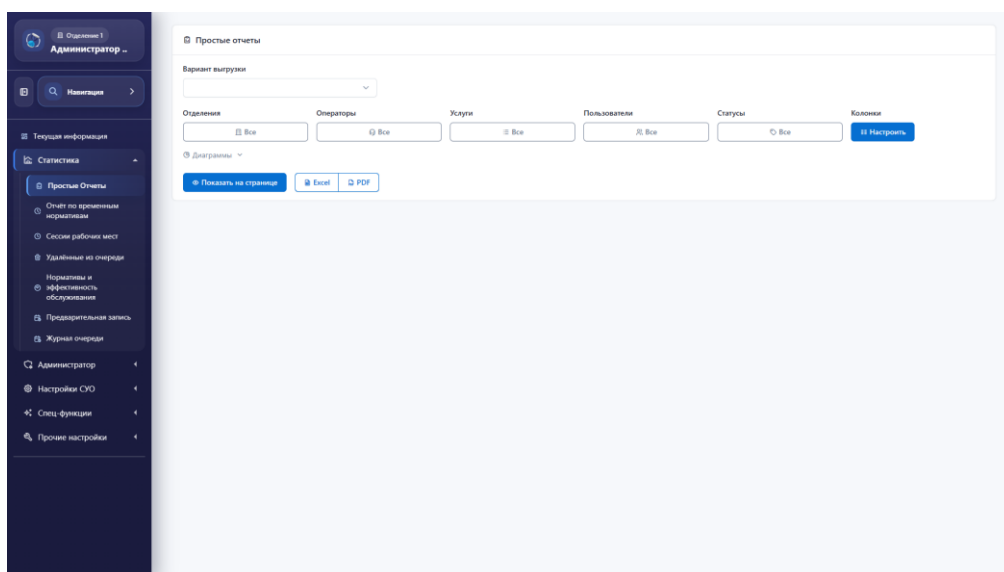 Отделение 1
Администратор ..
Навигация
Текущая информация
Статистика
Простые Отчеты
Отчёт по временным
нормативам
Сессии рабочих мест
Удалённые из очереди
Нормативы и
эффективность
обслуживания
Предварительная запись
Журнал очереди
Администратор
Настройки СУО
Спец-функции
Прочие настройки
Простые отчеты
Вариант выгрузки
Отделения Операторы Услуги Пользователи Статусы Колонки
Все Все Все Все Все Настроить
Диаграммы
Показать на странице Excel PDF